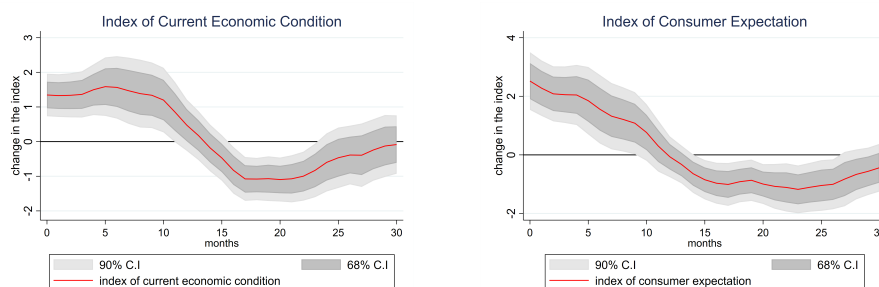 Index of Current Economic Condition
change in the index
3
2
1
0
-1
-2
0 5 10 15 20 25 30
months
90% C.I 68% C.I
index of current economic condition
Index of Consumer Expectation
change in the index
4
2
0
-2
0 5 10 15 20 25 30
months
90% C.I 68% C.I
index of consumer expectation